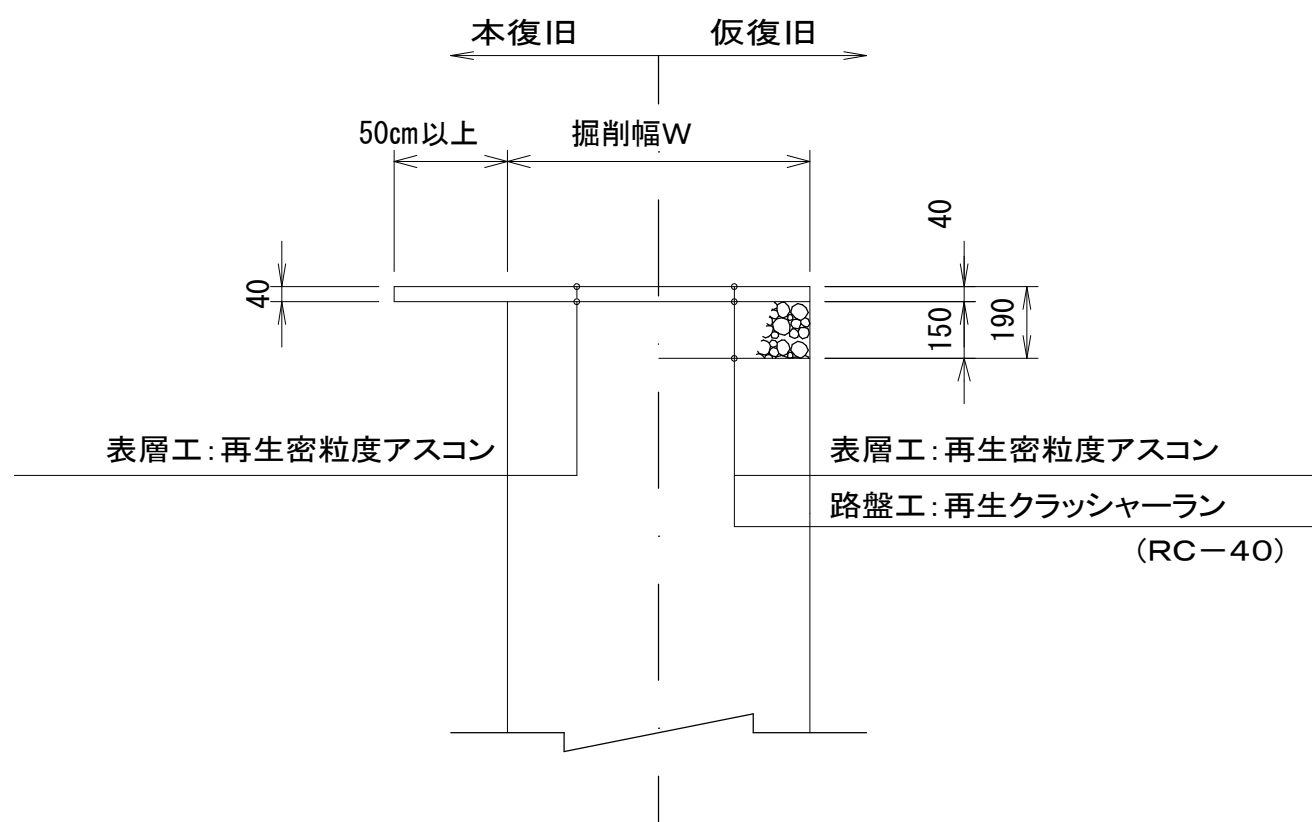 本復旧
仮復旧
50cm以上
掘削幅W
40
40
150
190
表層工：再生密粒度アスコン
表層工：再生密粒度アスコン
路盤工：再生クラッシャーラン
（RC－40）